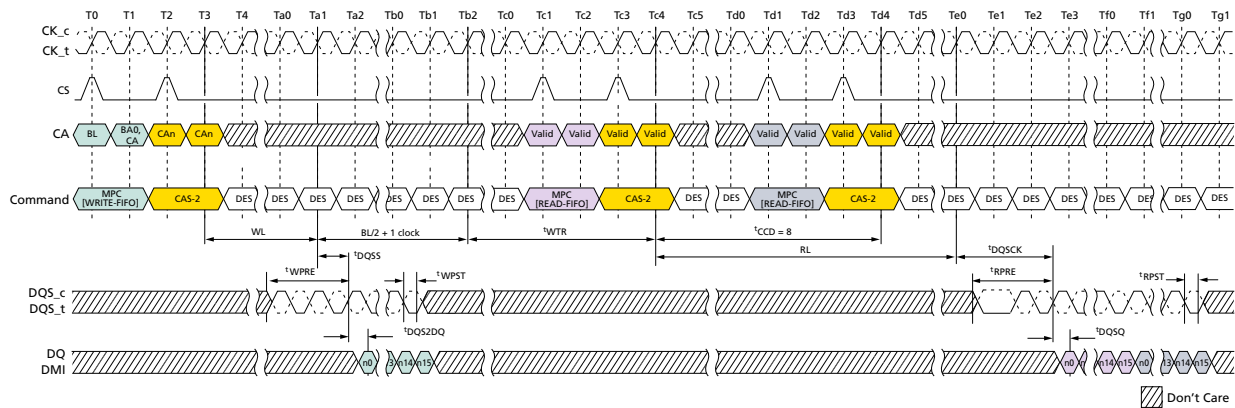 T0 T1 T2 T3 T4 Ta0 Ta1 Ta2 Tb0 Tb1 Tb2 Tc0 Tc1 Tc2 Tc3 Tc4 Tc5 Td0 Td1 Td2 Td3 Td4 Td5 Te0 Te1 Te2 Te3 Tf0 Tf1 Tg0 Tg1
CK_c
CK_t
CS
CA BL BA0, CA CAn CAn Valid Valid Valid Valid Valid Valid Valid Valid
Command MPC [WRITE-FIFO] CAS-2 DES DES DES DES DES DES DES DES MPC [READ-FIFO] CAS-2 DES DES MPC [READ-FIFO] CAS-2 DES DES DES DES DES DES DES DES DES
WL BL/2 + 1 clock tWTR tCCD = 8
RL tDQSCK
tDQSS
tWPRE tWPST tRPRE tRPST
DQS_c
DQS_t
tDQS2DQ tDQSQ
DQ
DMI
n0 3 n14 n15 n0 n n14 n15 n0 13 n14 n15
Don't Care